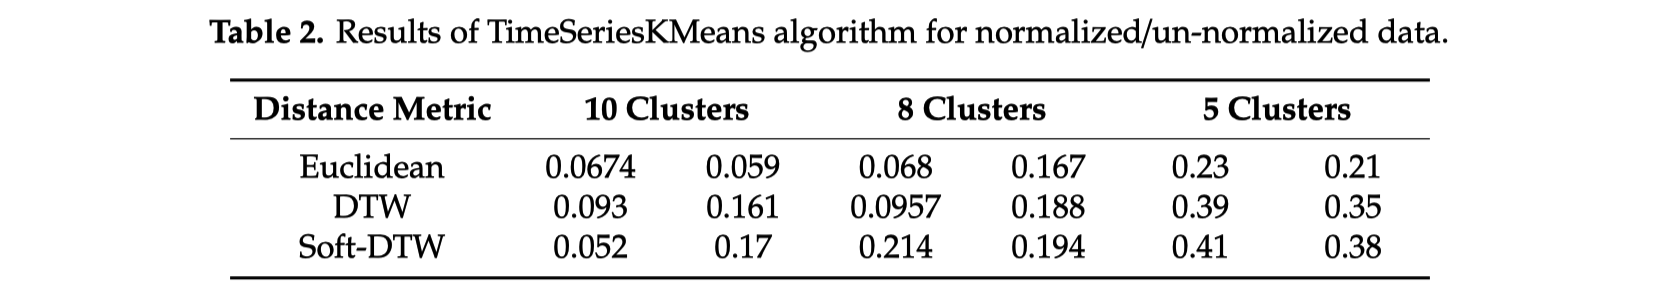 Table 2. Results of TimeSeriesKMeans algorithm for normalized/un-normalized data.
Distance Metric 10 Clusters 8 Clusters 5 Clusters
Euclidean 0.0674 0.059 0.068 0.167 0.23 0.21
DTW 0.093 0.161 0.0957 0.188 0.39 0.35
Soft-DTW 0.052 0.17 0.214 0.194 0.41 0.38